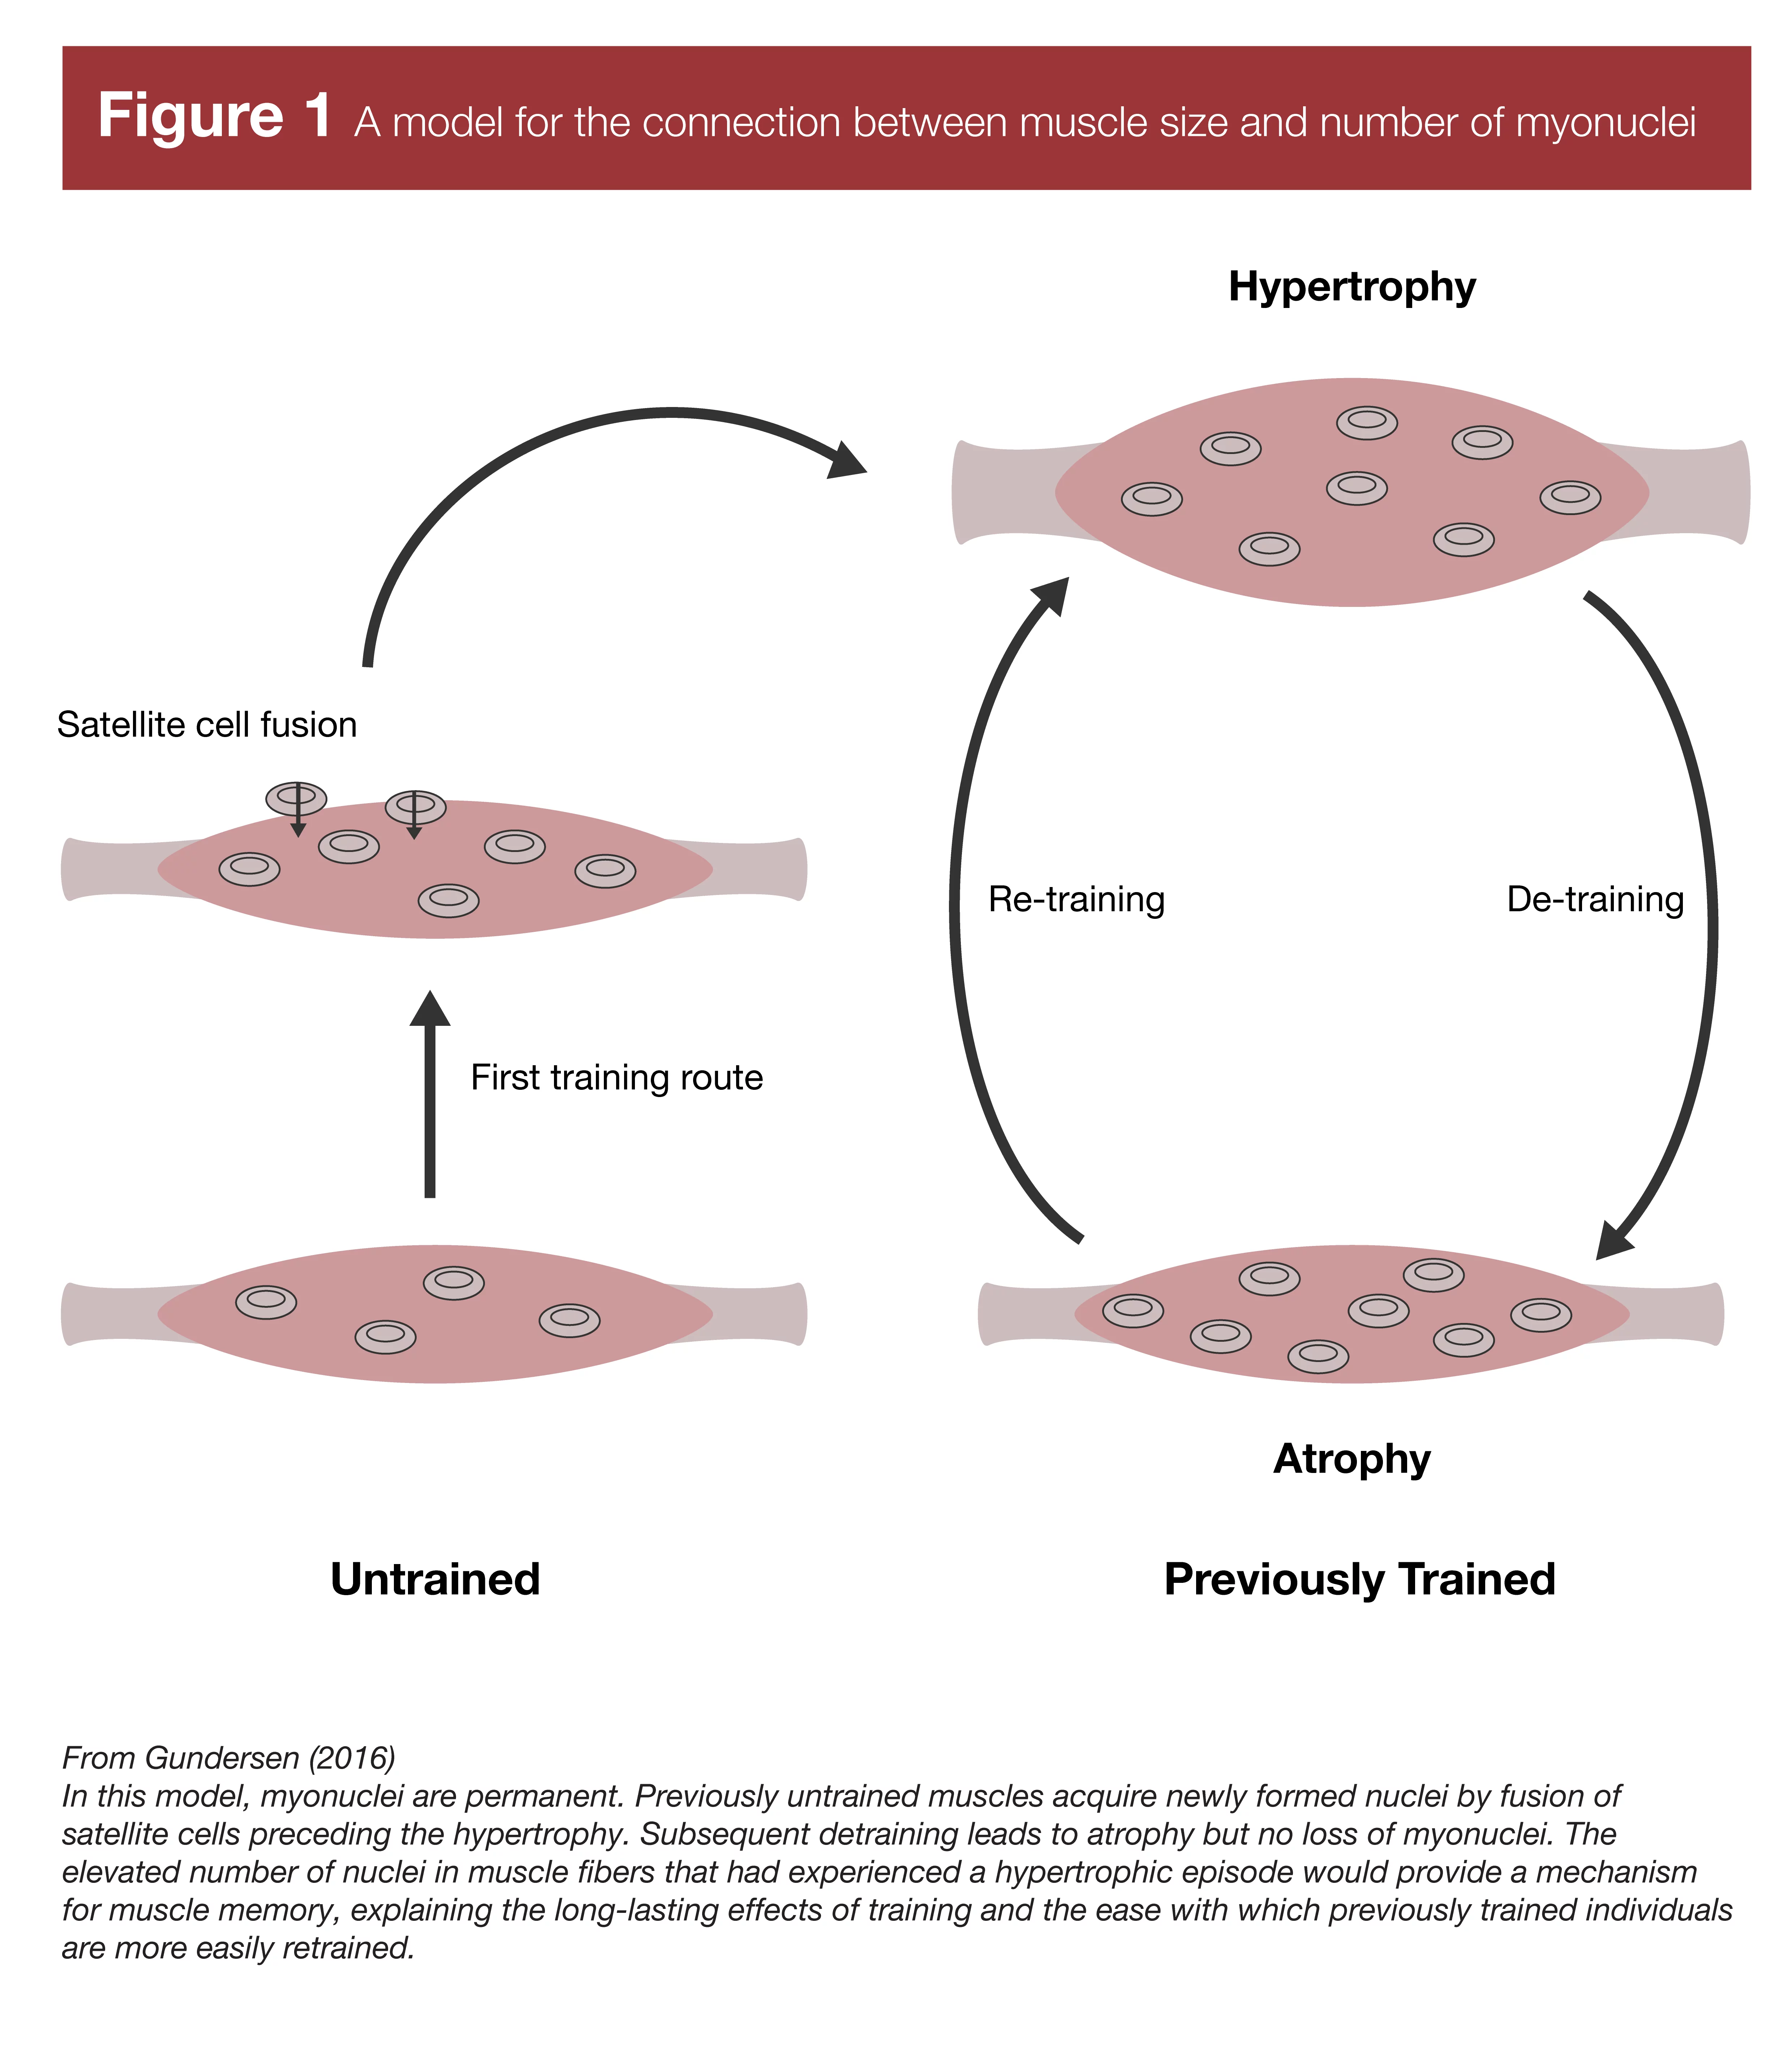 Figure 1 A model for the connection between muscle size and number of myonuclei
Hypertrophy
Satellite cell fusion
Re-training
De-training
First training route
Atrophy
Untrained
Previously Trained
From Gundersen (2016)
In this model, myonuclei are permanent. Previously untrained muscles acquire newly formed nuclei by fusion of
satellite cells preceding the hypertrophy. Subsequent detraining leads to atrophy but no loss of myonuclei. The
elevated number of nuclei in muscle fibers that had experienced a hypertrophic episode would provide a mechanism
for muscle memory, explaining the long-lasting effects of training and the ease with which previously trained individuals
are more easily retrained.